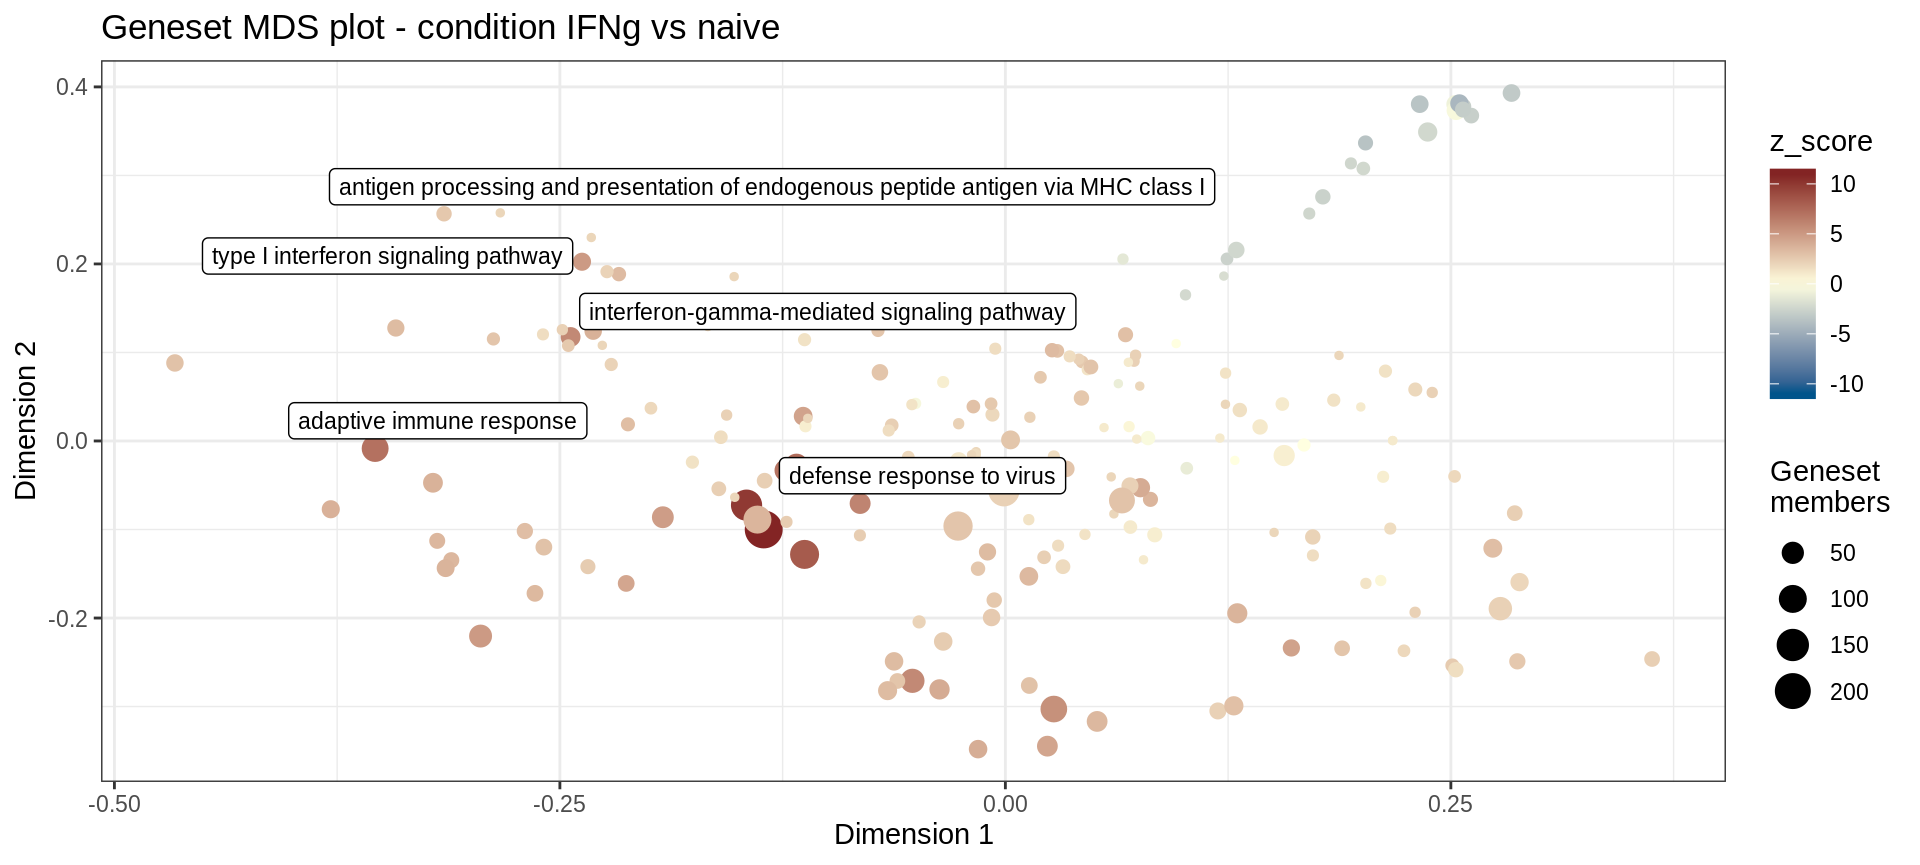 Geneset MDS plot - condition IFNg vs naive
antigen processing and presentation of endogenous peptide antigen via MHC class I
type I interferon signaling pathway
interferon-gamma-mediated signaling pathway
adaptive immune response
defense response to virus
Dimension 2
0.4
0.2
0.0
-0.2
-0.50
-0.25
0.00
0.25
Dimension 1
z_score
10
5
0
-5
-10
Geneset
members
50
100
150
200